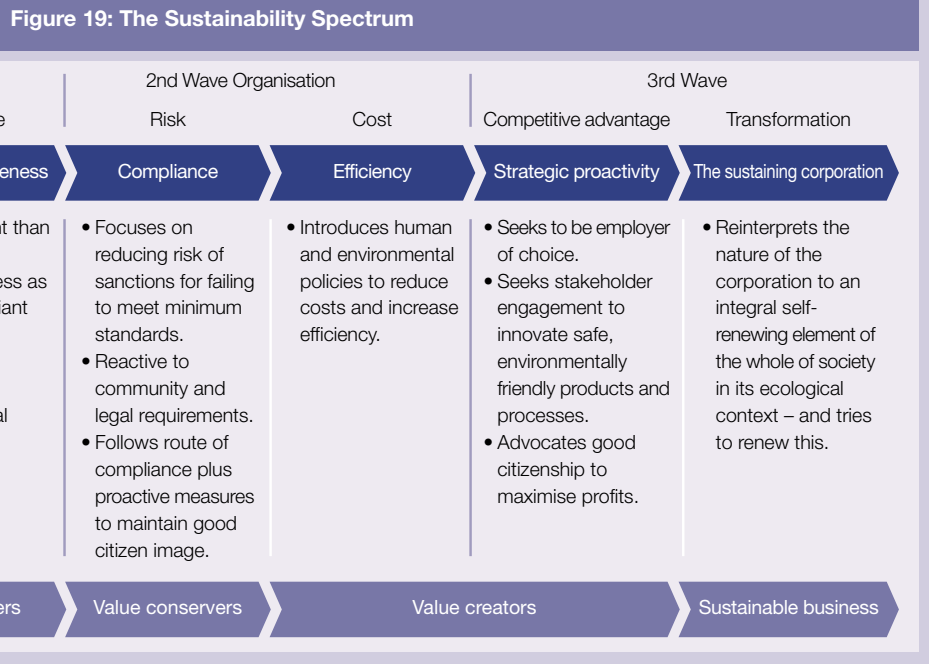 Figure 19: The Sustainability Spectrum
2nd Wave Organisation
3rd Wave
Risk
Cost
Competitive advantage
Transformation
Compliance
Efficiency
Strategic proactivity
The sustaining corporation
than
as
• Focuses on
reducing risk of
sanctions for failing
to meet minimum
standards.
• Reactive to
community and
legal requirements.
• Follows route of
compliance plus
proactive measures
to maintain good
citizen image.
• Introduces human
and environmental
policies to reduce
costs and increase
efficiency.
• Seeks to be employer
of choice.
• Seeks stakeholder
engagement to
innovate safe,
environmentally
friendly products and
processes.
• Advocates good
citizenship to
maximise profits.
• Reinterprets the
nature of the
corporation to an
integral self-
renewing element of
the whole of society
in its ecological
context – and tries
to renew this.
Value conservers
Value creators
Sustainable business